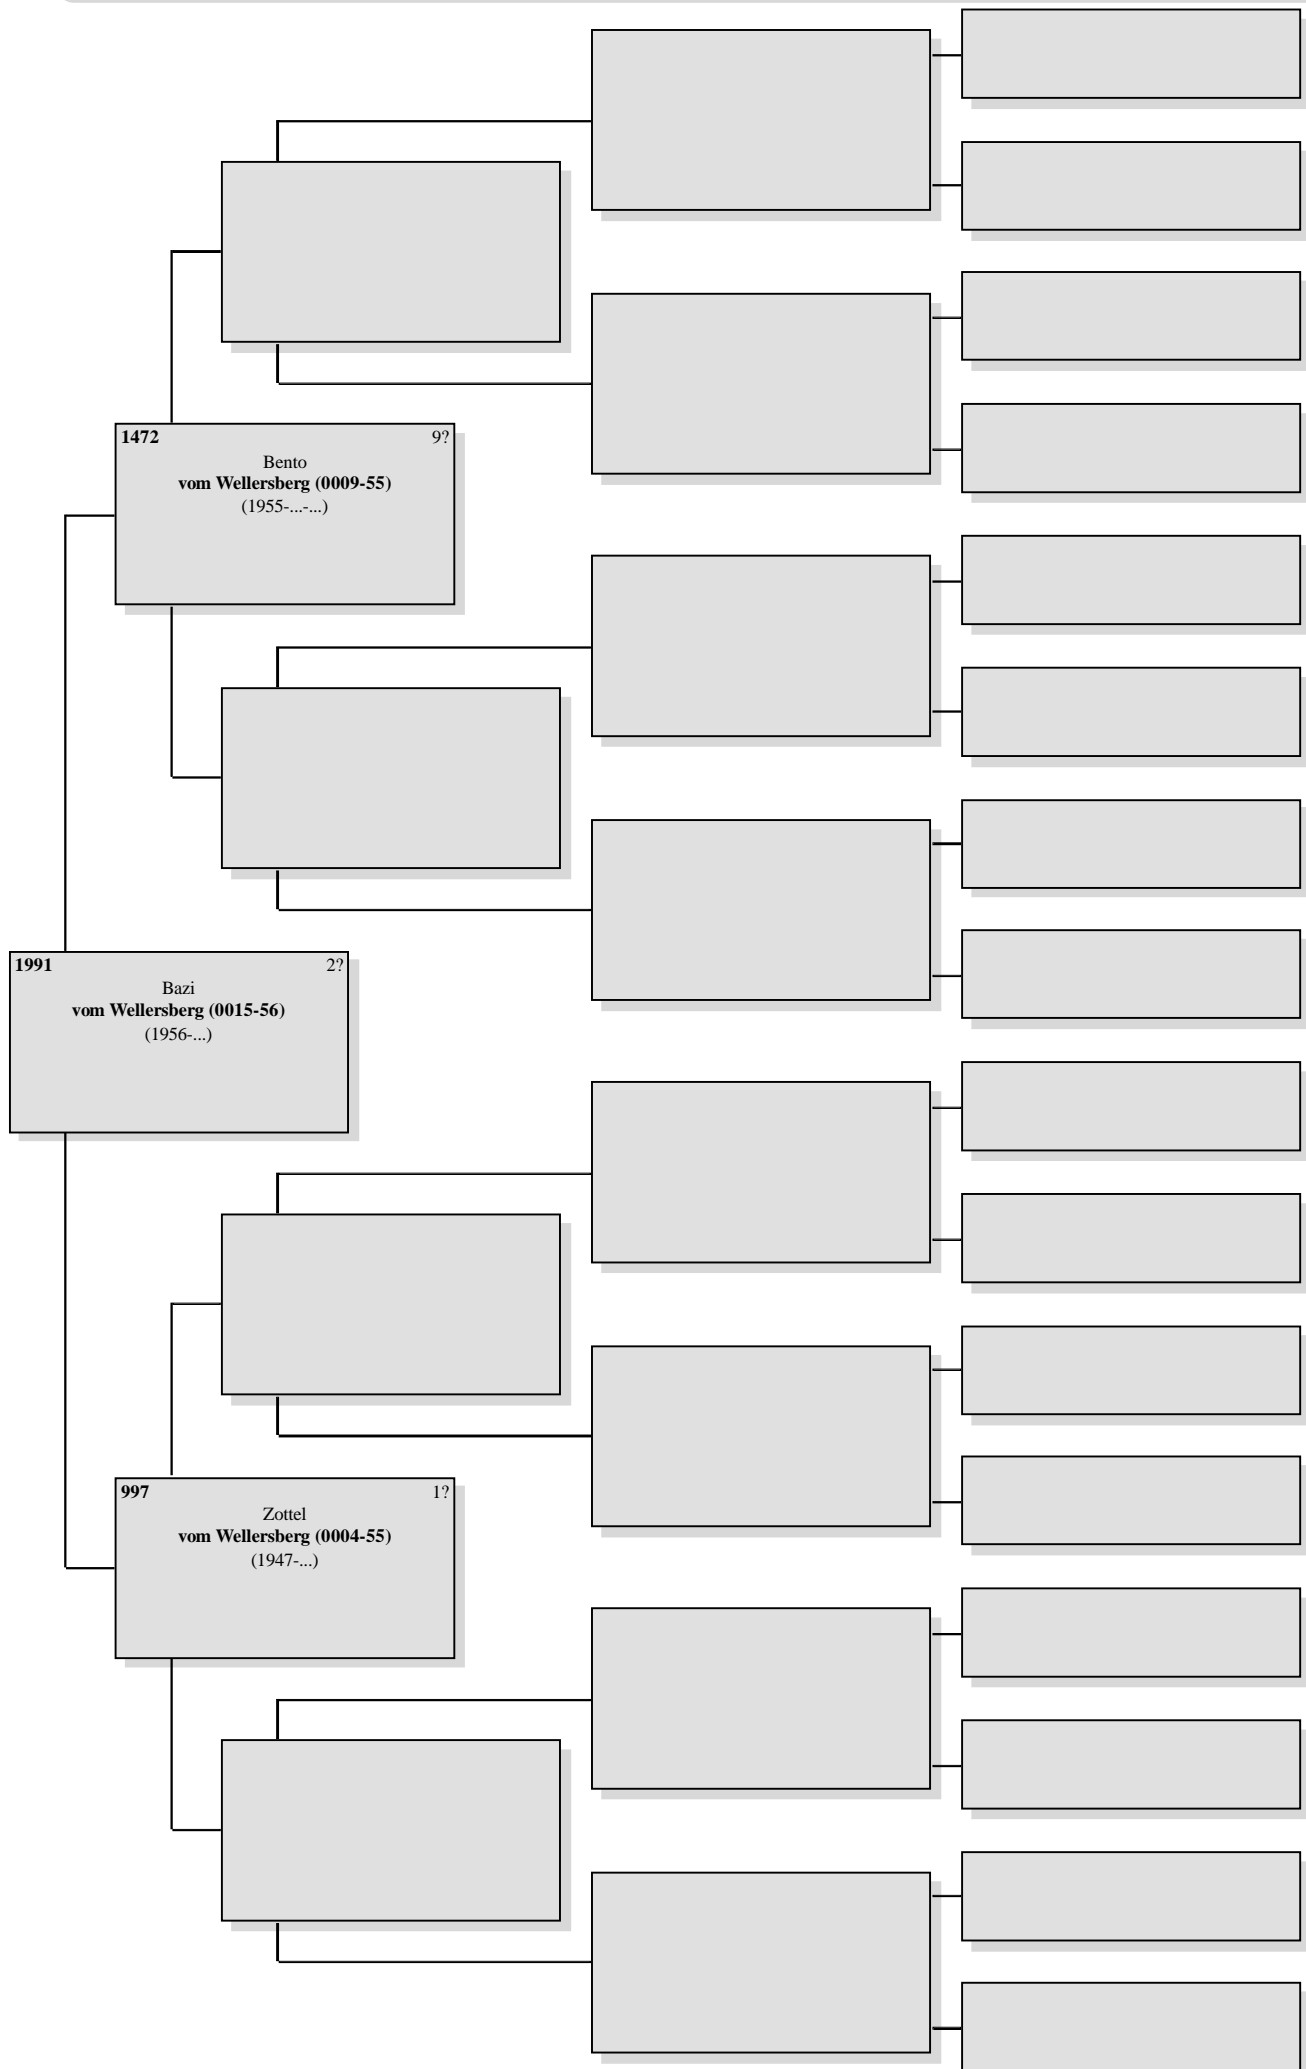 1472 9?
Bento
vom Wellersberg (0009-55)
(1955-...-...)
1991 2?
Bazi
vom Wellersberg (0015-56)
(1956-...)
997 1?
Zottel
vom Wellersberg (0004-55)
(1947-...)